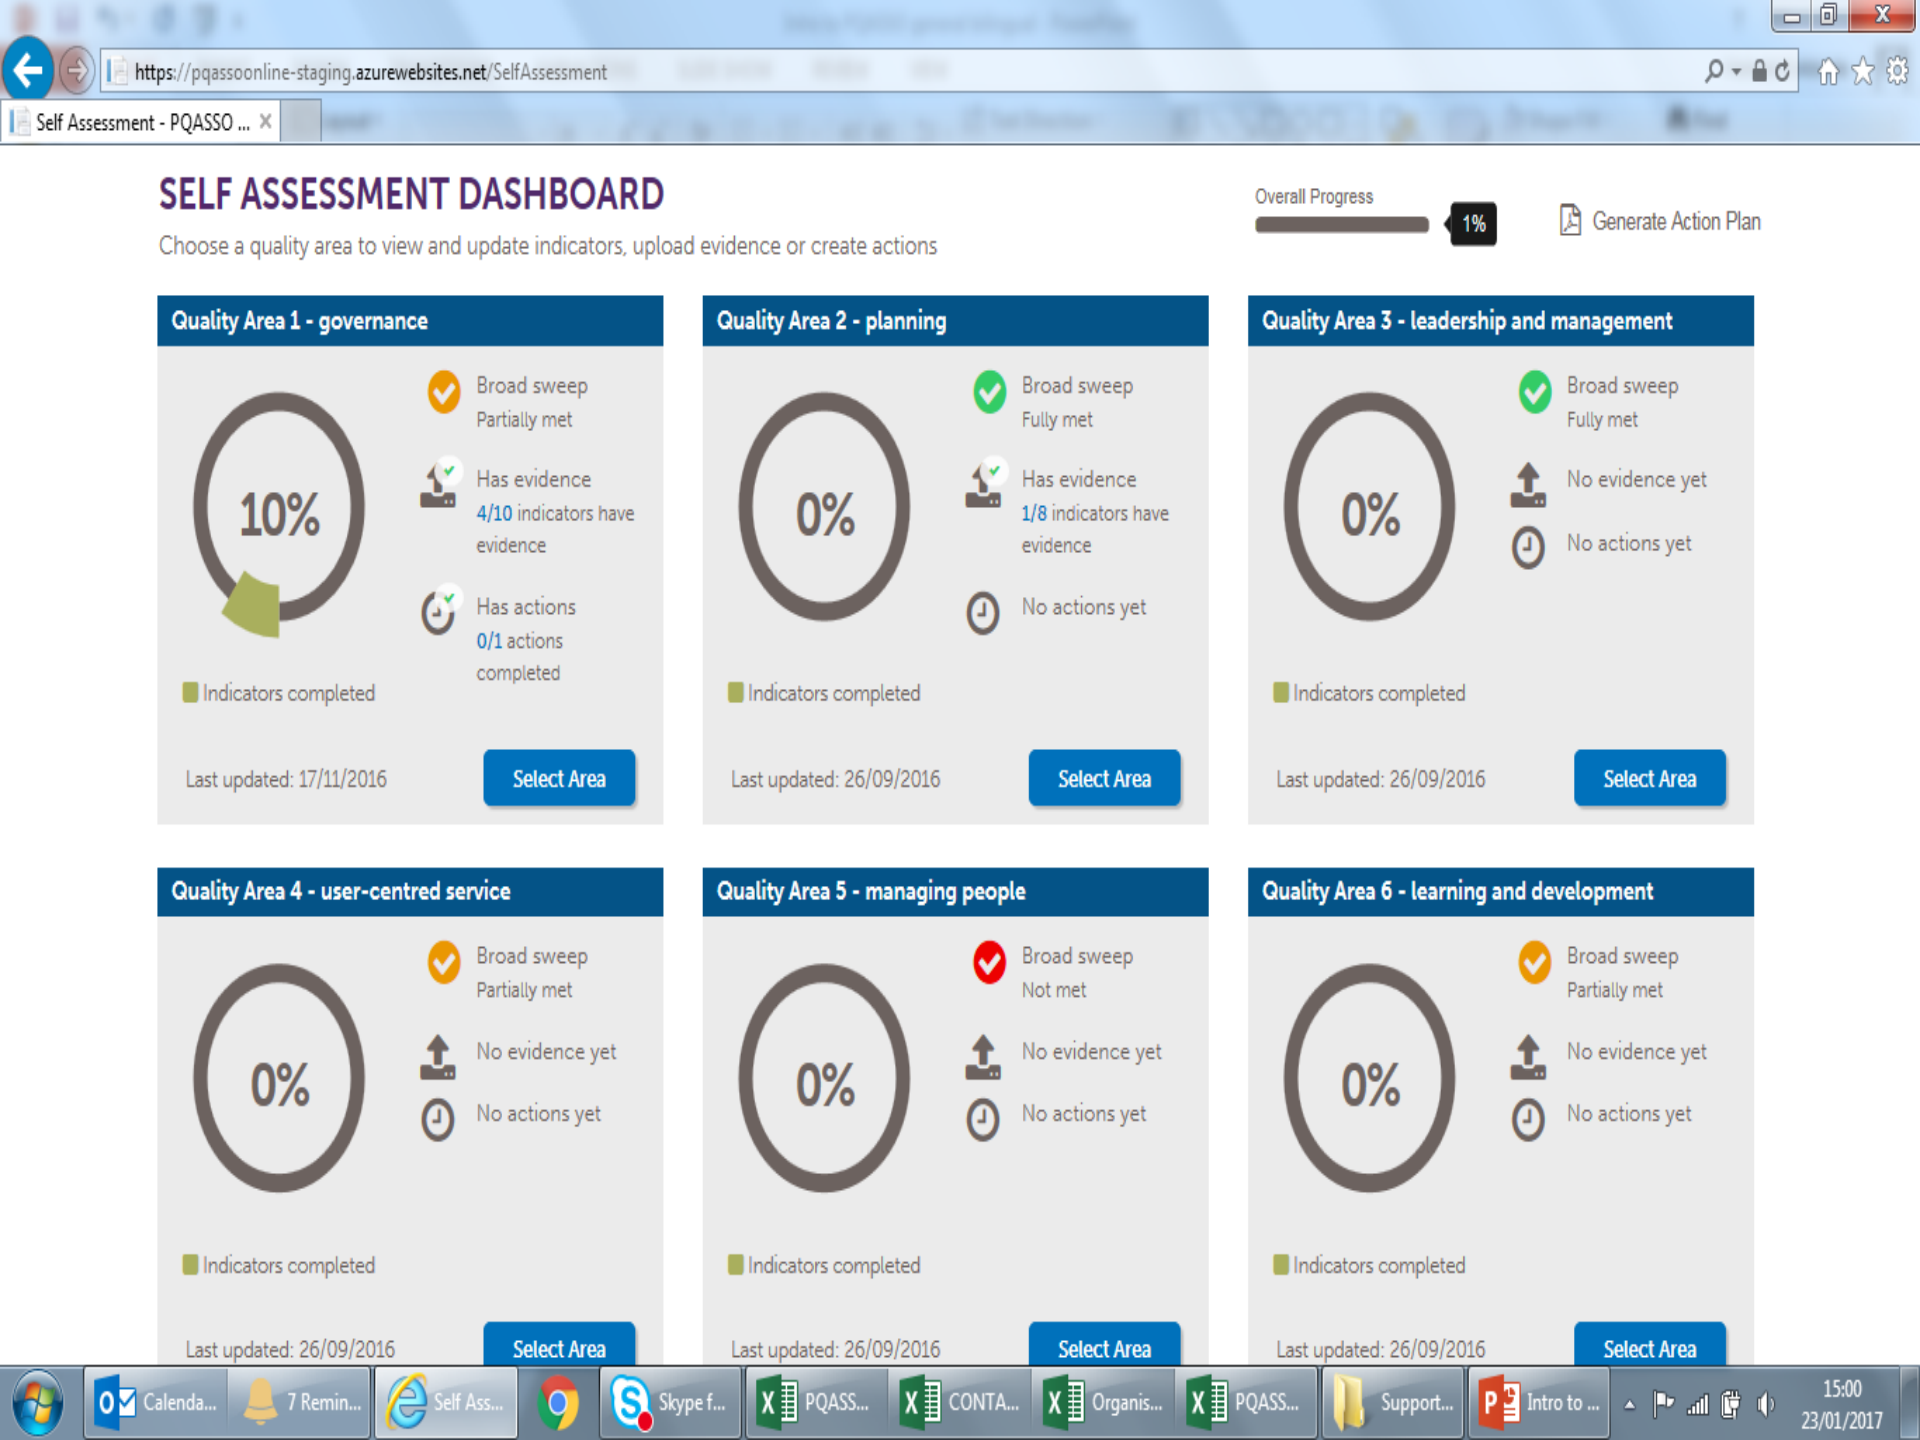 https://pqassoonline-staging.azurewebsites.net/SelfAssessment
Self Assessment - PQASSO ...
SELF ASSESSMENT DASHBOARD
Choose a quality area to view and update indicators, upload evidence or create actions
Overall Progress
1%
Generate Action Plan
Quality Area 1 - governance
10%
Broad sweep
Partially met
Has evidence
4/10 indicators have
evidence
Has actions
0/1 actions
completed
Indicators completed
Last updated: 17/11/2016
Select Area
Quality Area 2 - planning
0%
Broad sweep
Fully met
Has evidence
1/8 indicators have
evidence
No actions yet
Indicators completed
Last updated: 26/09/2016
Select Area
Quality Area 3 - leadership and management
0%
Broad sweep
Fully met
No evidence yet
No actions yet
Indicators completed
Last updated: 26/09/2016
Select Area
Quality Area 4 - user-centred service
0%
Broad sweep
Partially met
No evidence yet
No actions yet
Indicators completed
Last updated: 26/09/2016
Select Area
Quality Area 5 - managing people
0%
Broad sweep
Not met
No evidence yet
No actions yet
Indicators completed
Last updated: 26/09/2016
Select Area
Quality Area 6 - learning and development
0%
Broad sweep
Partially met
No evidence yet
No actions yet
Indicators completed
Last updated: 26/09/2016
Select Area
Calenda...
7 Remin...
Self Ass...
Skype f...
PQASS...
CONTA...
Organis...
PQASS...
Support...
Intro to ...
15:00
23/01/2017